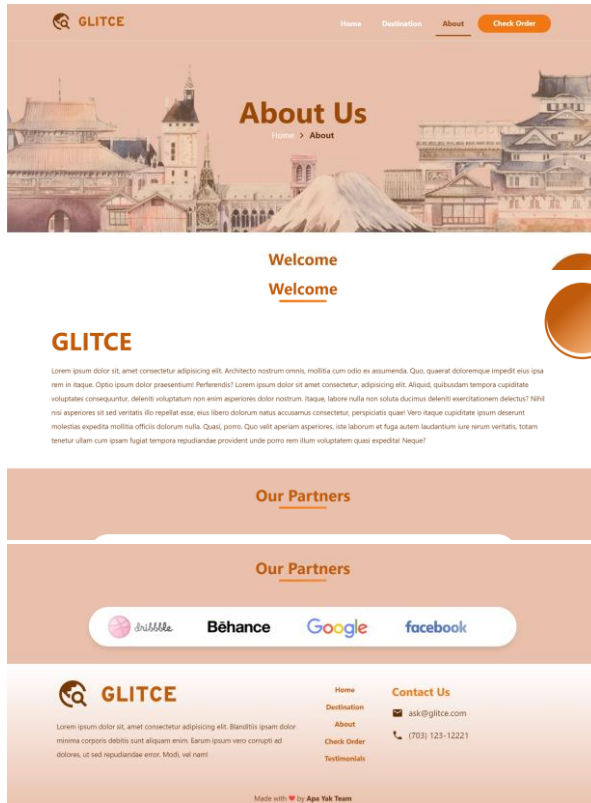 GLITCE
Home Destination About Check Order
About Us
Home > About
Welcome
Welcome
GLITCE
Lorem ipsum dolor sit, amet consectetur adipisicing elit. Architecto nostrum omnis, mollitia cum odio ex assumenda. Quo, quaerat doloremque impedit eius ipsa
rem in itaque. Optio ipsum dolor praesentium! Perferendis? Lorem ipsum dolor sit amet consectetur, adipisicing elit. Aliquid, quibusdam tempora cupiditate
voluptates consequuntur, deleniti voluptatum non enim asperiores dolor nostrum. Itaque, labore nulla non soluta ducimus deleniti exercitationem delectus? Nihil
nisi asperiores sit sed veritatis illo repellat esse, eius libero dolorum natus accusamus consectetur, perspiciatis quae! Vero itaque cupiditate ipsum deserunt
molestias expedita mollitia officiis dolorum nulla. Quasi, porro. Quo velit aperiam asperiores, iste laborum et fuga autem laudantium iure rerum veritatis, totam
tenetur ullam cum ipsam fugiat tempora repudiandae provident unde porro rem illum voluptatem quasi expedita! Neque?
Our Partners
Our Partners
dribbble Bēhance Google facebook
GLITCE
Lorem ipsum dolor sit, amet consectetur adipisicing elit. Blanditiis ipsam dolor
minima corporis debitis sunt aliquam enim. Earum ipsum vero corrupti ad
dolores, ut sed repudiandae error. Modi, vel nam!
Home
Destination
About
Check Order
Testimonials
Contact Us
ask@glitce.com
(703) 123-12221
Made with ❤ by Apa Yak Team